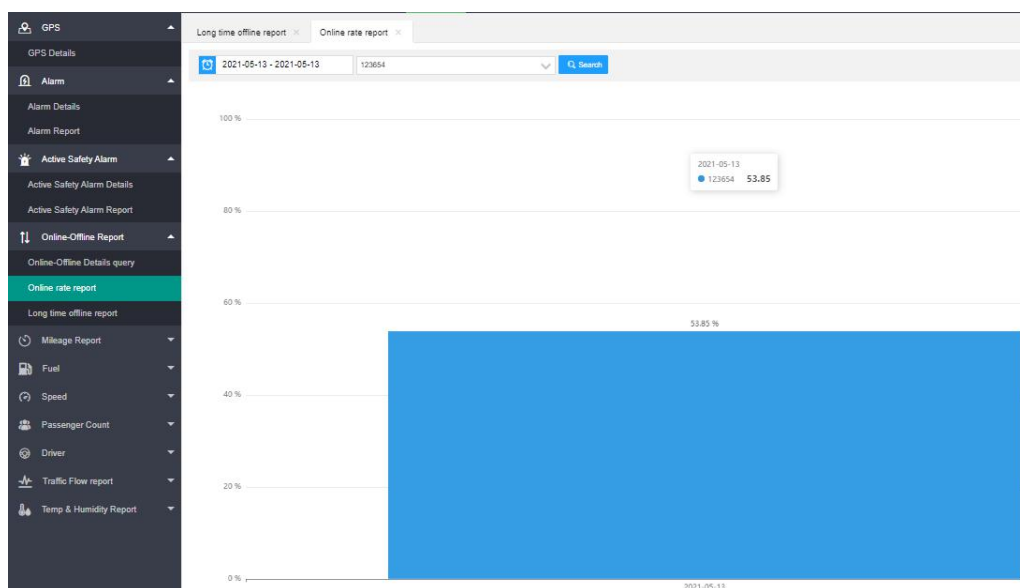 GPS
GPS Details
Alarm
Alarm Details
Alarm Report
Active Safety Alarm
Active Safety Alarm Details
Active Safety Alarm Report
Online-Offline Report
Online-Offline Details query
Online rate report
Long time offline report
Mileage Report
Fuel
Speed
Passenger Count
Driver
Traffic Flow report
Temp & Humidity Report
Long time offline report × Online rate report ×
2021-05-13 - 2021-05-13 123654 Search
100 %
2021-05-13
123654 53.85
80 %
60 %
53.85 %
40 %
20 %
0 %
2021-05-13